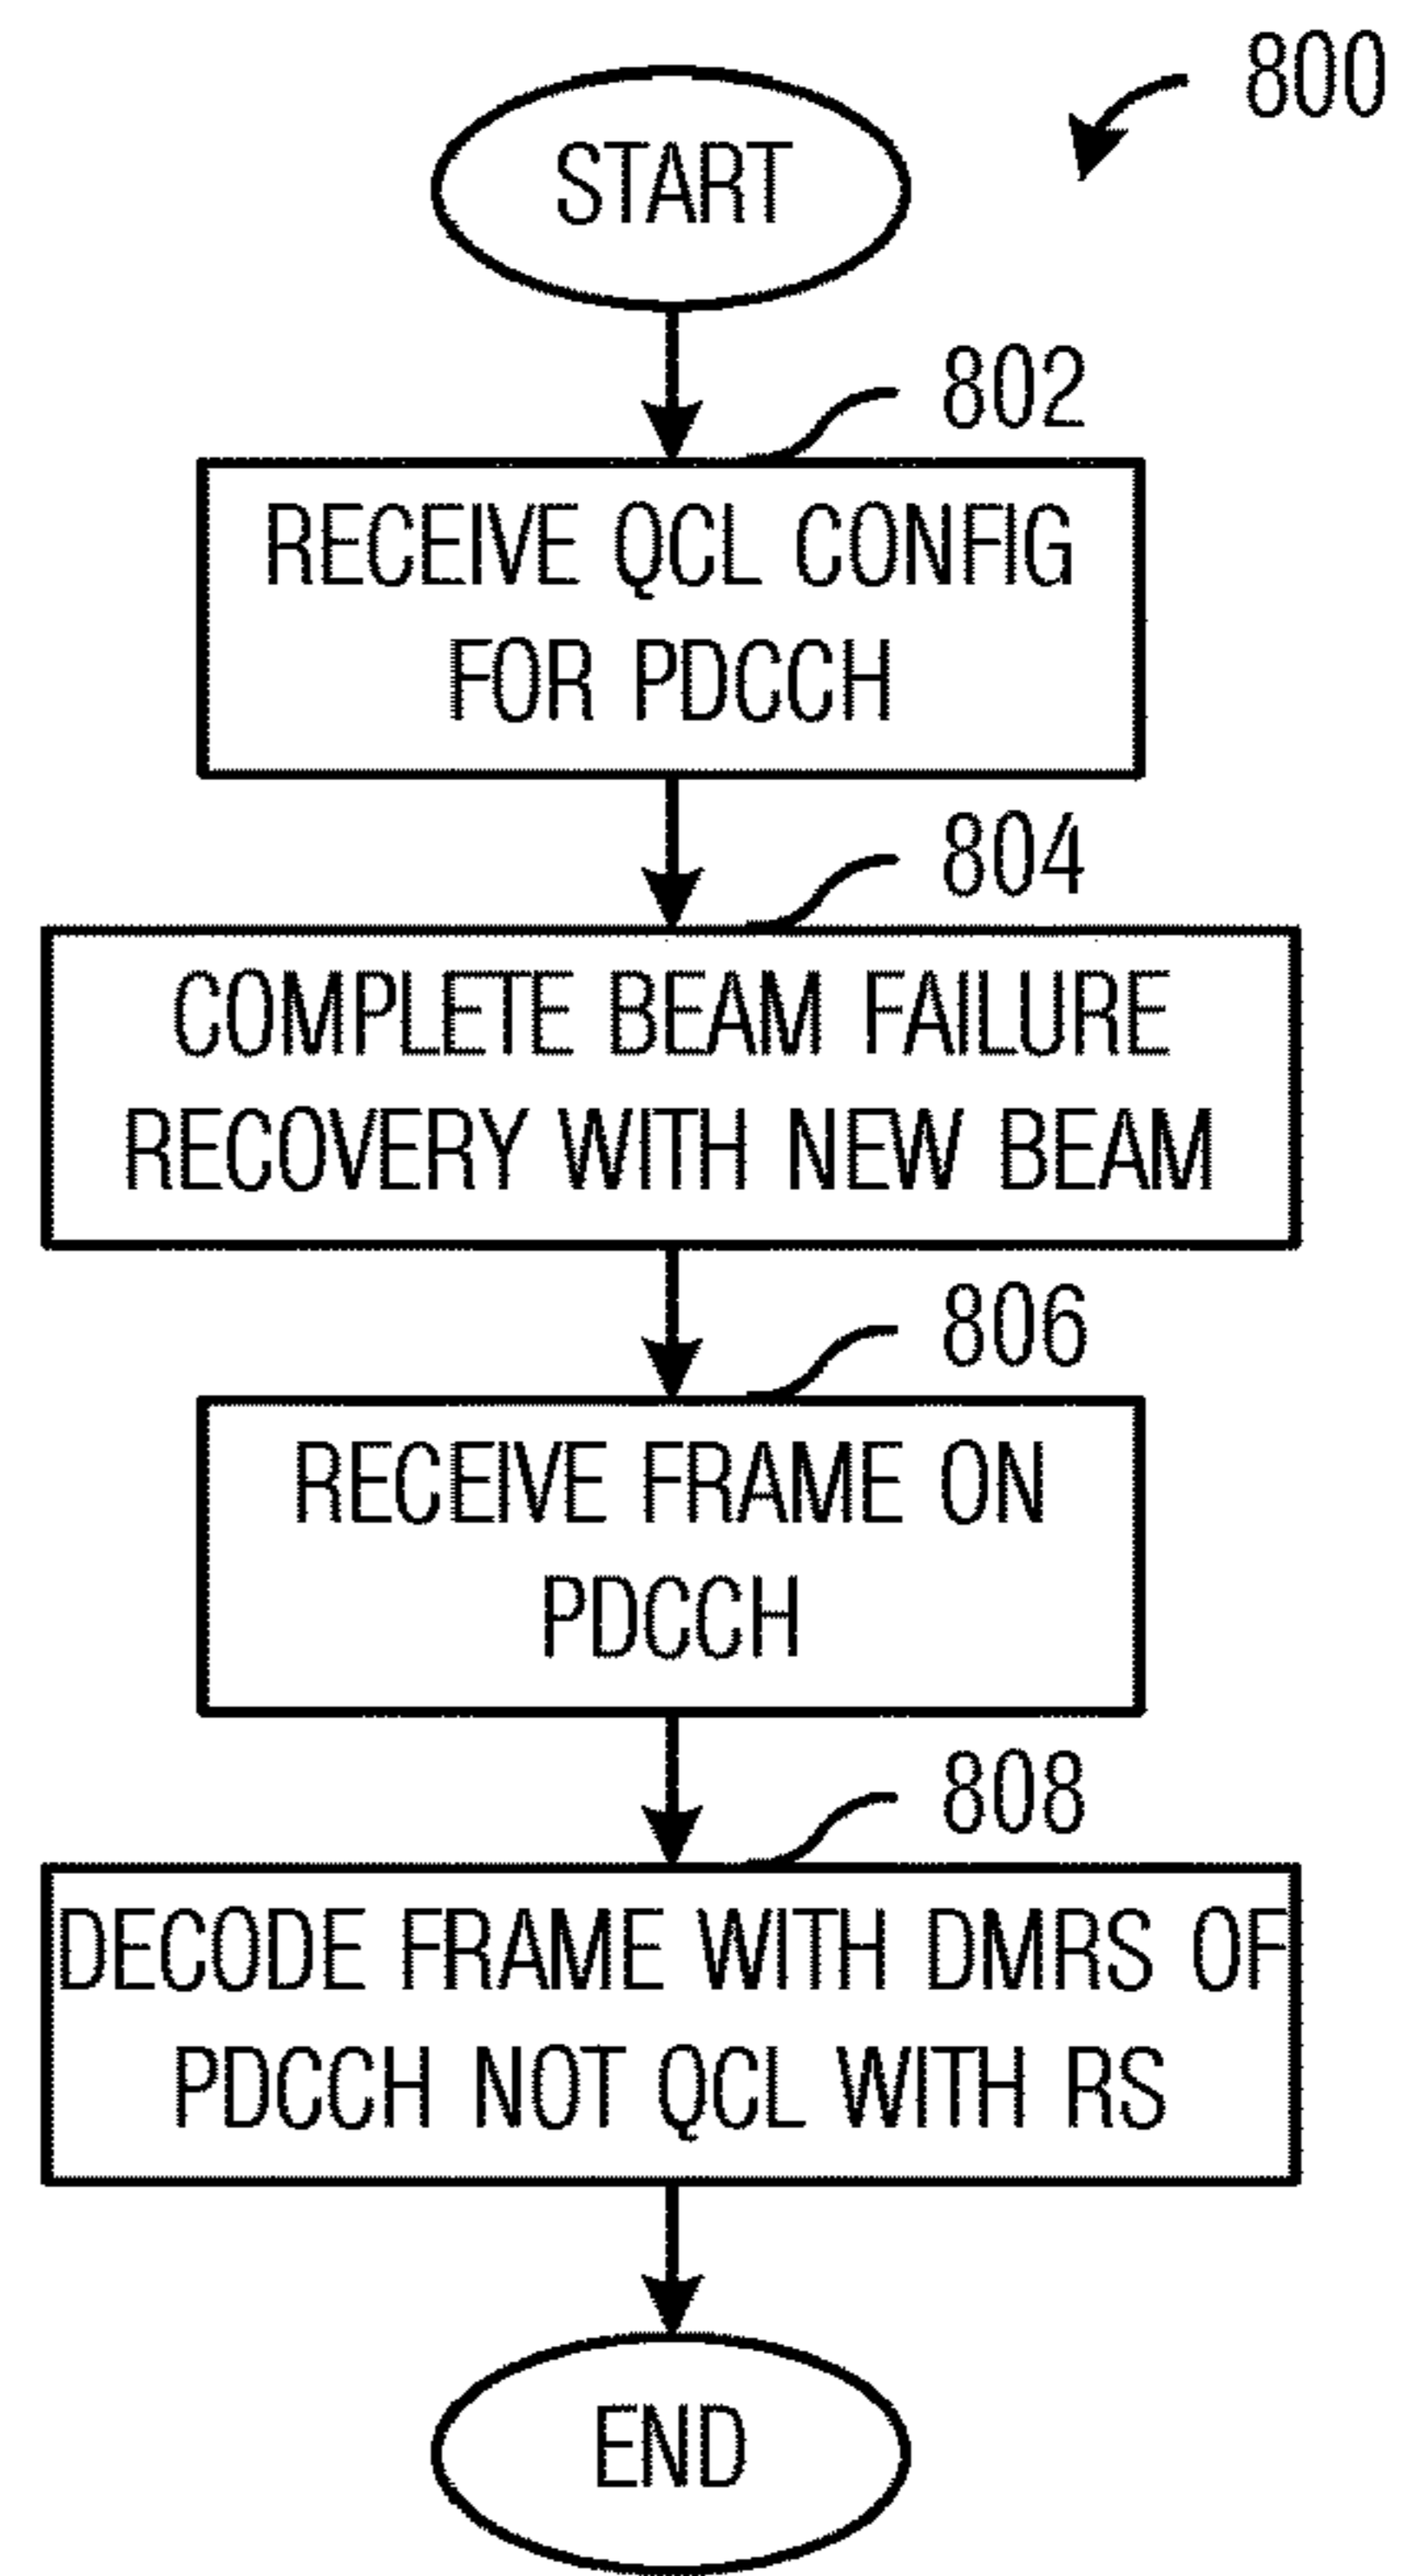 800
START
802
RECEIVE QCL CONFIG
FOR PDCCH
804
COMPLETE BEAM FAILURE
RECOVERY WITH NEW BEAM
806
RECEIVE FRAME ON
PDCCH
808
DECODE FRAME WITH DMRS OF
PDCCH NOT QCL WITH RS
END